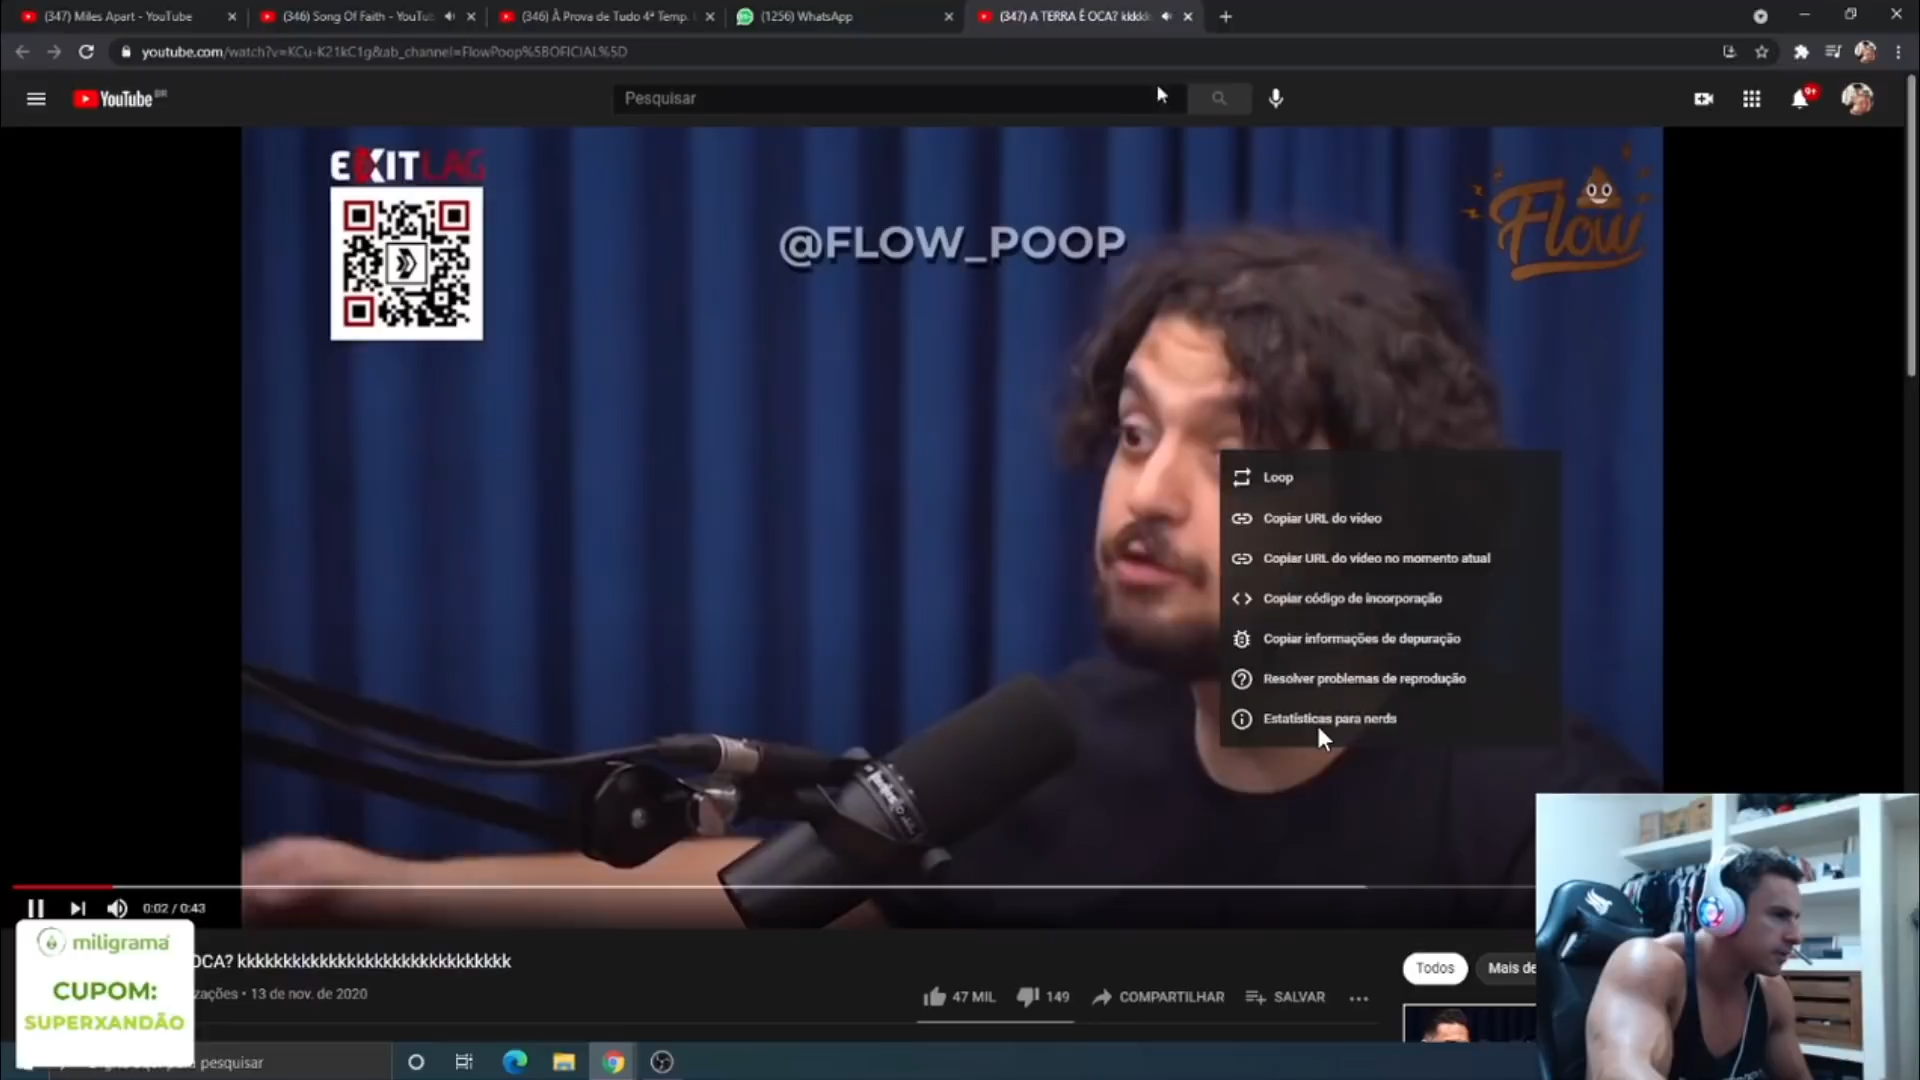 (347) Miles Apart - YouTube
(346) Song Of Faith - YouTu
(346) À Prova de Tudo 4ª Temp.
(1256) WhatsApp
(347) A TERRA É OCA? kkkkk
youtube.com/watch?v=KCu-K21kC1g&ab_channel=FlowPoop%5BOFICIAL%5D
YouTube BR
Pesquisar
9+
EXITLAG
@FLOW_POOP
Flow
Loop
Copiar URL do vídeo
Copiar URL do vídeo no momento atual
Copiar código de incorporação
Copiar informações de depuração
Resolver problemas de reprodução
Estatísticas para nerds
0:02 / 0:43
miligrama
CUPOM:
SUPERXANDÃO
OCA? kkkkkkkkkkkkkkkkkkkkkkkkkkkkkk
zações • 13 de nov. de 2020
47 MIL
149
COMPARTILHAR
SALVAR
Todos
Mais de
pesquisar